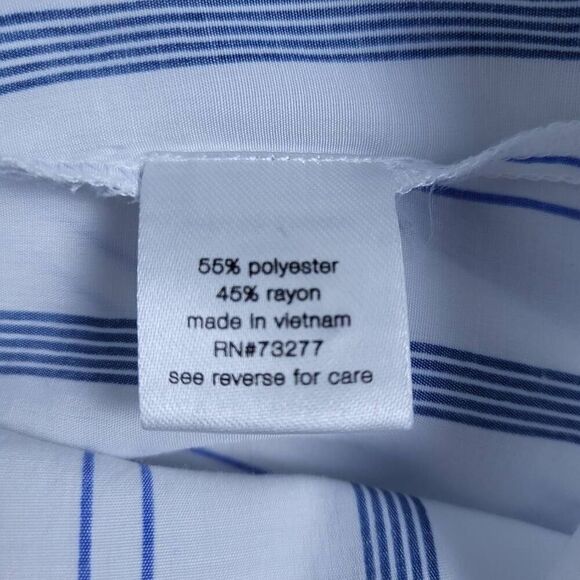 55% polyester
45% rayon
made in vietnam
RN#73277
see reverse for care